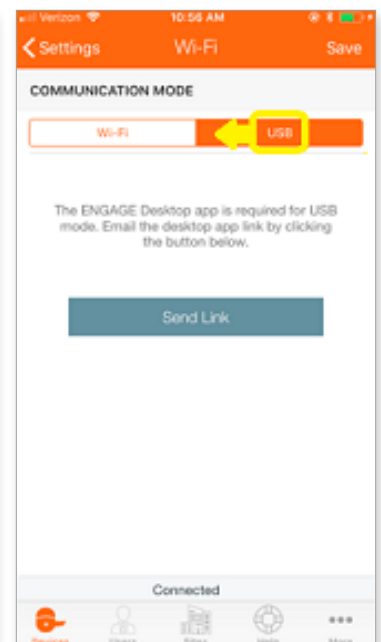 Verizon 10:56 AM
Settings Wi-Fi Save
COMMUNICATION MODE
Wi-Fi USB
The ENGAGE Desktop app is required for USB
mode. Email the desktop app link by clicking
the button below.
Send Link
Connected
Devices Users Sites Help More